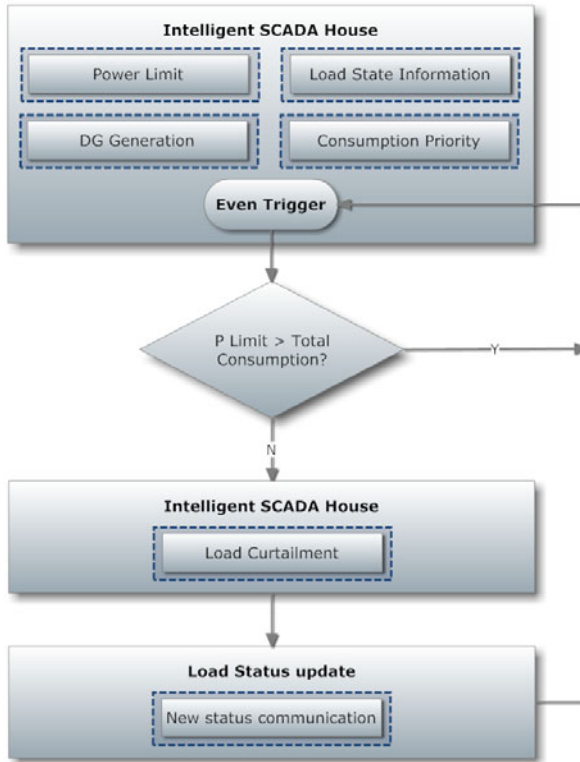 Intelligent SCADA House
Power Limit
Load State Information
DG Generation
Consumption Priority
Even Trigger
P Limit > Total
Consumption?
Y
N
Intelligent SCADA House
Load Curtailment
Load Status update
New status communication